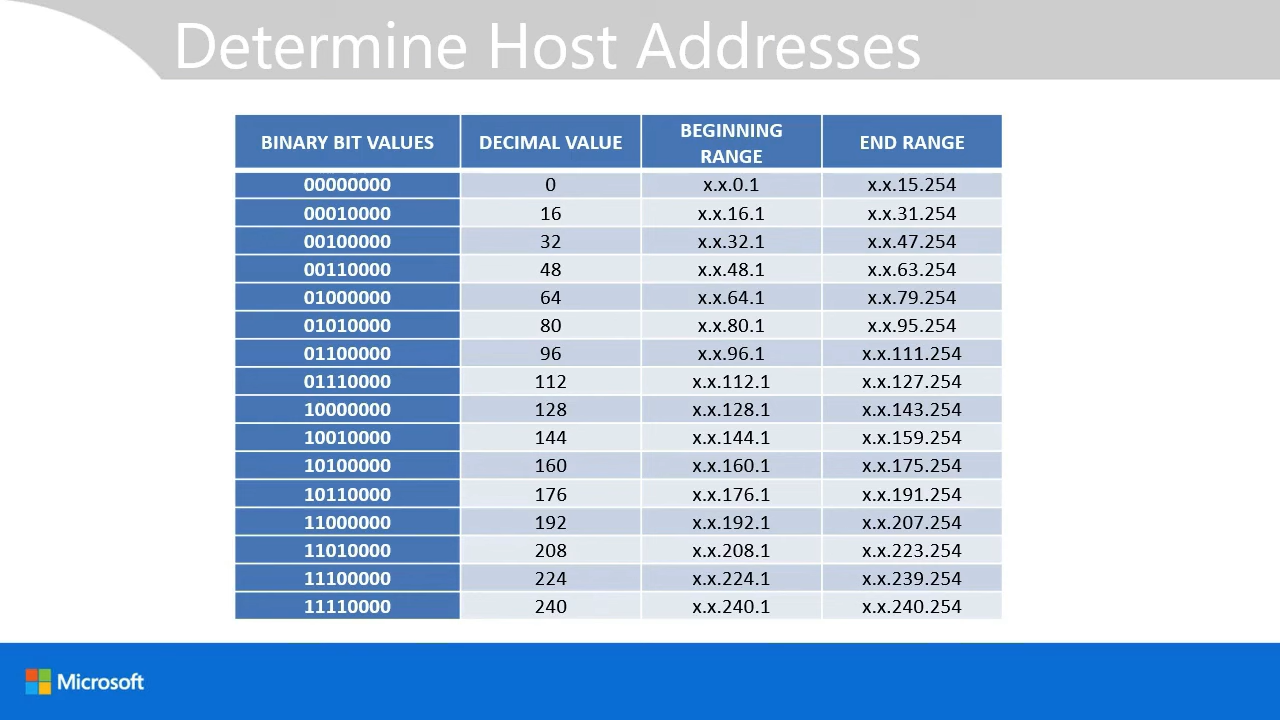 Determine Host Addresses
BINARY BIT VALUES DECIMAL VALUE BEGINNING RANGE END RANGE
00000000 0 x.x.0.1 x.x.15.254
00010000 16 x.x.16.1 x.x.31.254
00100000 32 x.x.32.1 x.x.47.254
00110000 48 x.x.48.1 x.x.63.254
01000000 64 x.x.64.1 x.x.79.254
01010000 80 x.x.80.1 x.x.95.254
01100000 96 x.x.96.1 x.x.111.254
01110000 112 x.x.112.1 x.x.127.254
10000000 128 x.x.128.1 x.x.143.254
10010000 144 x.x.144.1 x.x.159.254
10100000 160 x.x.160.1 x.x.175.254
10110000 176 x.x.176.1 x.x.191.254
11000000 192 x.x.192.1 x.x.207.254
11010000 208 x.x.208.1 x.x.223.254
11100000 224 x.x.224.1 x.x.239.254
11110000 240 x.x.240.1 x.x.240.254
Microsoft